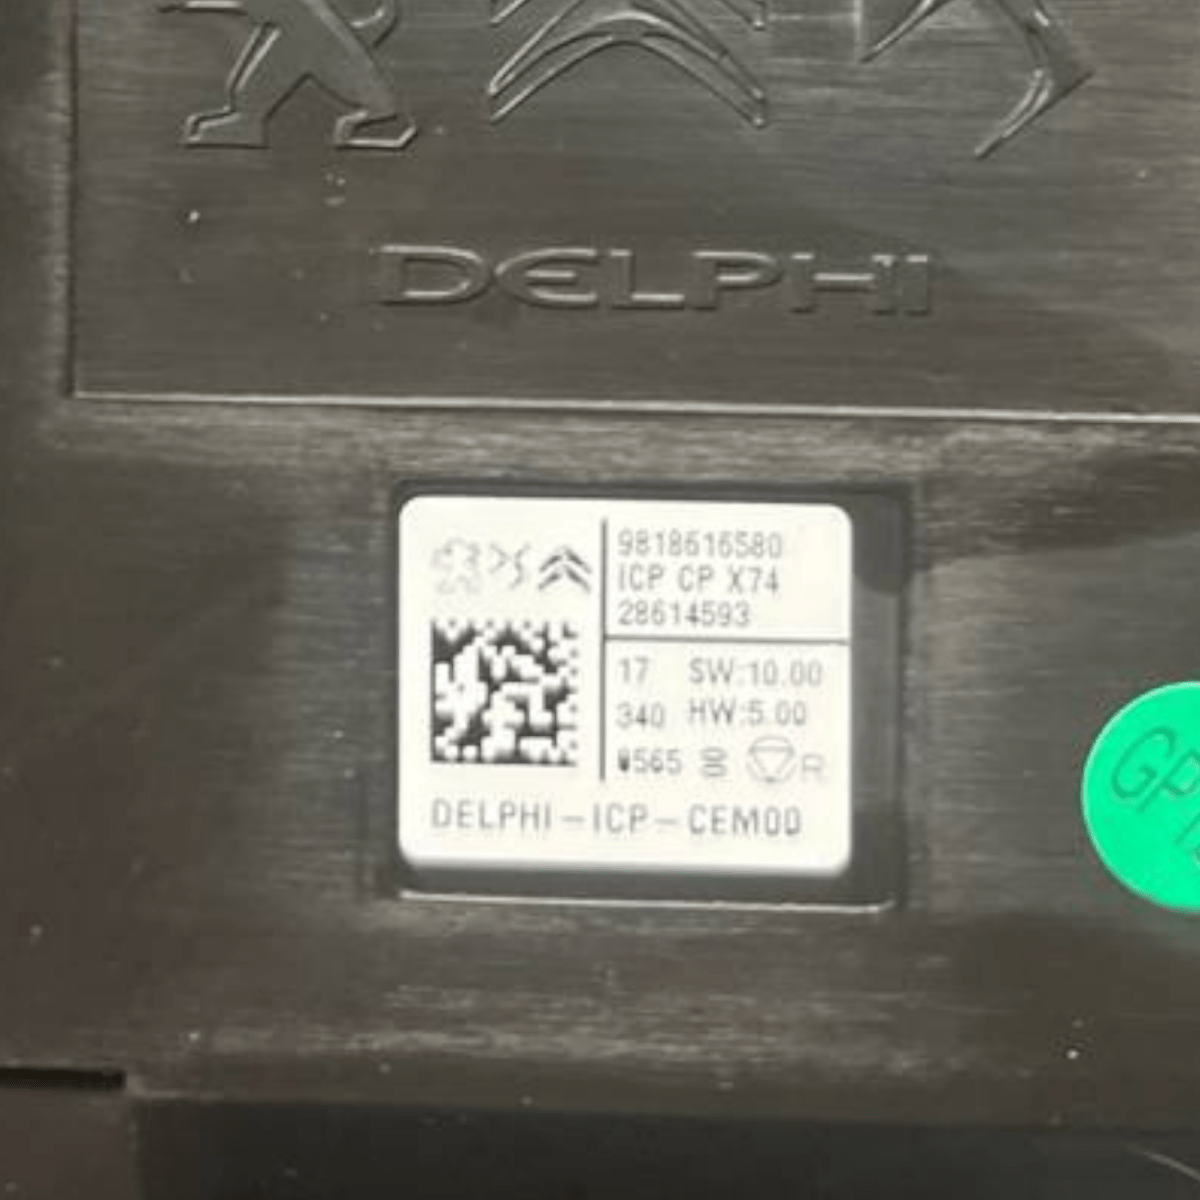 DELPHI
9818616580
ICP CP X74
28614593
17 SW:10.00
340 HW:5.00
565
R
DELPHI-ICP-CEM00